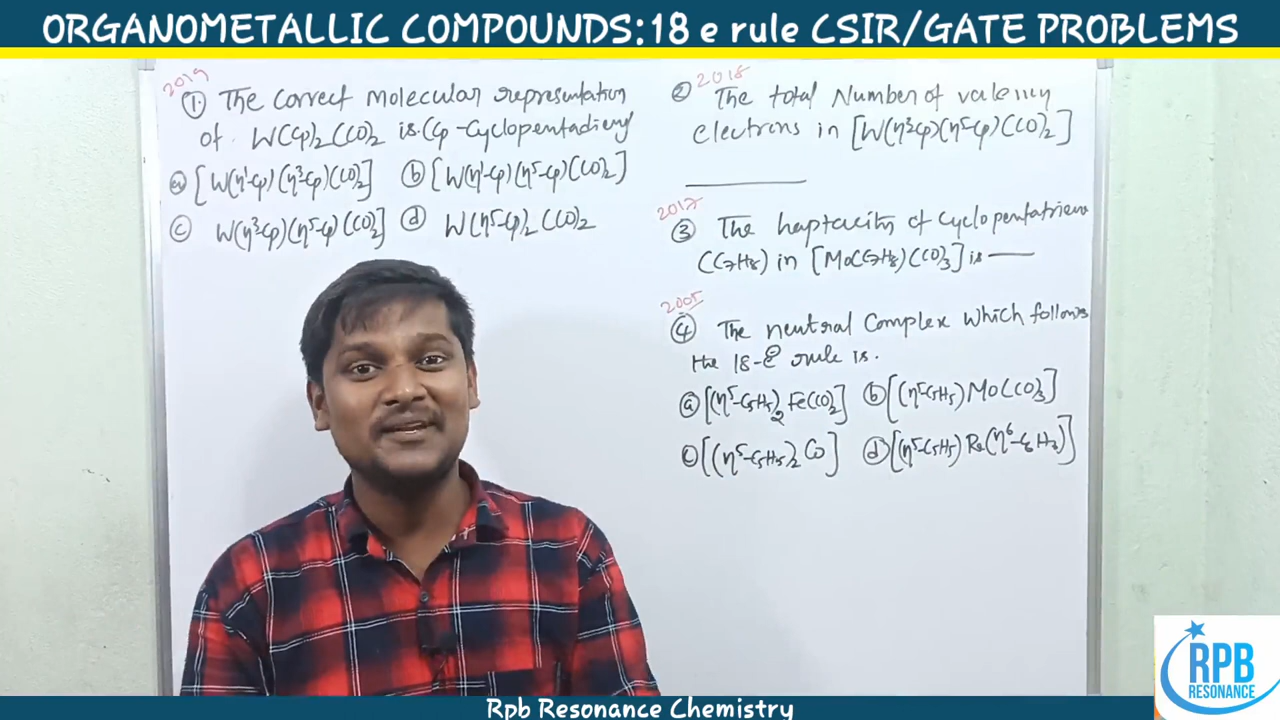 ORGANOMETALLIC COMPOUNDS:18 e rule CSIR/GATE PROBLEMS
2019
① The Correct Molecular representation
of W(Cp)₂(CO)₂ is.(Cp-Cyclopentadienyl
ⓐ [W(η¹-Cp)(η³-Cp)(CO)₂] ⓑ [W(η¹-Cp)(η⁵-Cp)(CO)₂]
ⓒ W(η³-Cp)(η⁵-Cp)(CO)₂] ⓓ W(η⁵-Cp)₂(CO)₂
2018
② The total Number of valency
electrons in [W(η³Cp)(η⁵-Cp)(CO)₂]
2017
③ The haptacity of Cyclopentatriene
(C₇H₈) in [Mo(C₇H₈)(CO)₃] is
2005
④ The neutral Complex which follows
the 18-e rule is.
ⓐ [(η⁵-C₅H₅)₂Fe(CO)₂] ⓑ [(η⁵-C₅H₅)Mo(CO)₃]
ⓒ [(η⁵-C₅H₅)₂Co] ⓓ [(η⁵-C₅H₅)Re(η⁶-C₆H₆)]
RPB
RESONANCE
Rpb Resonance Chemistry